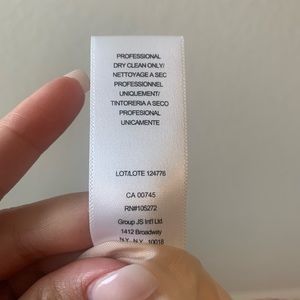 PROFESSIONAL
DRY CLEAN ONLY/
NETTOYAGE A SEC
PROFESSIONNEL
UNIQUEMENT/
TINTORERIA A SECO
PROFESIONAL
UNICAMENTE
LOT/LOTE 124776
CA 00745
RN#105272
Group JS Int'l Ltd.
1412 Broadway
N.Y. N.Y. 10018